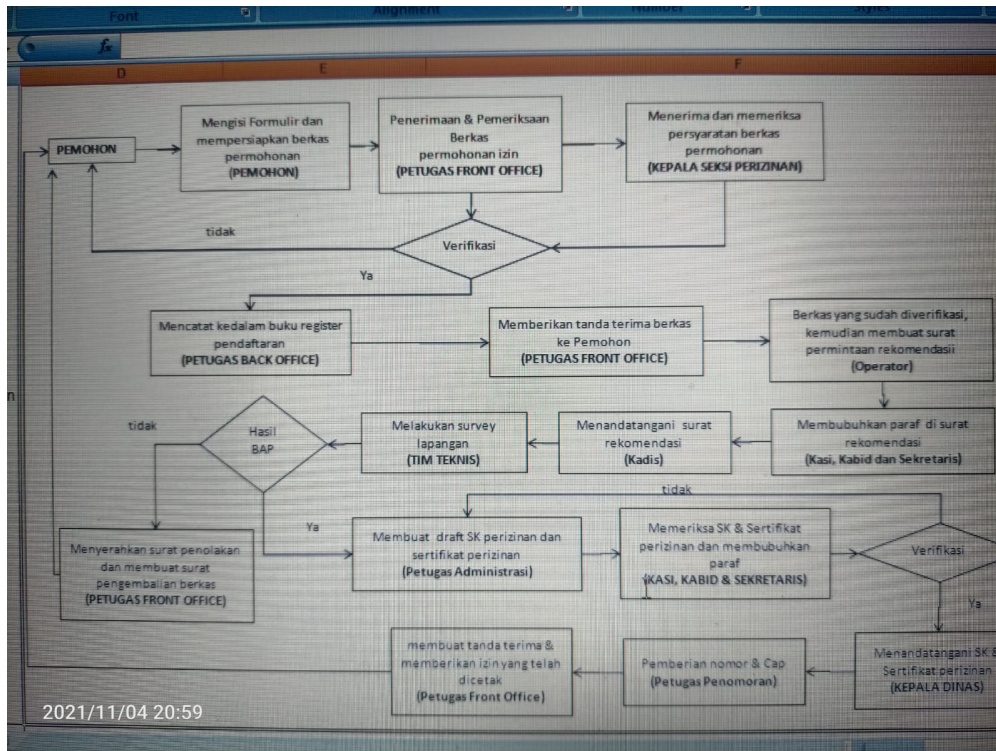 Font
Alignment
Number
Styles
fx
D
E
F
PEMOHON
Mengisi Formulir dan
mempersiapkan berkas
permohonan
(PEMOHON)
Penerimaan & Pemeriksaan
Berkas
permohonan izin
(PETUGAS FRONT OFFICE)
Menerima dan memeriksa
persyaratan berkas
permohonan
(KEPALA SEKSI PERIZINAN)
tidak
Verifikasi
Ya
Mencatat kedalam buku register
pendaftaran
(PETUGAS BACK OFFICE)
Memberikan tanda terima berkas
ke Pemohon
(PETUGAS FRONT OFFICE)
Berkas yang sudah diverifikasi,
kemudian membuat surat
permintaan rekomendasii
(Operator)
Membubuhkan paraf di surat
rekomendasi
(Kasi, Kabid dan Sekretaris)
Menandatangani surat
rekomendasi
(Kadis)
Melakukan survey
lapangan
(TIM TEKNIS)
Hasil
BAP
tidak
Ya
Menyerahkan surat penolakan
dan membuat surat
pengembalian berkas
(PETUGAS FRONT OFFICE)
Membuat draft SK perizinan dan
sertifikat perizinan
(Petugas Administrasi)
Memeriksa SK & Sertifikat
perizinan dan membubuhkan
paraf
(KASI, KABID & SEKRETARIS)
tidak
Verifikasi
Ya
Menandatangani SK &
Sertifikat perizinan
(KEPALA DINAS)
Pemberian nomor & Cap
(Petugas Penomoran)
membuat tanda terima &
memberikan izin yang telah
dicetak
(Petugas Front Office)
2021/11/04 20:59